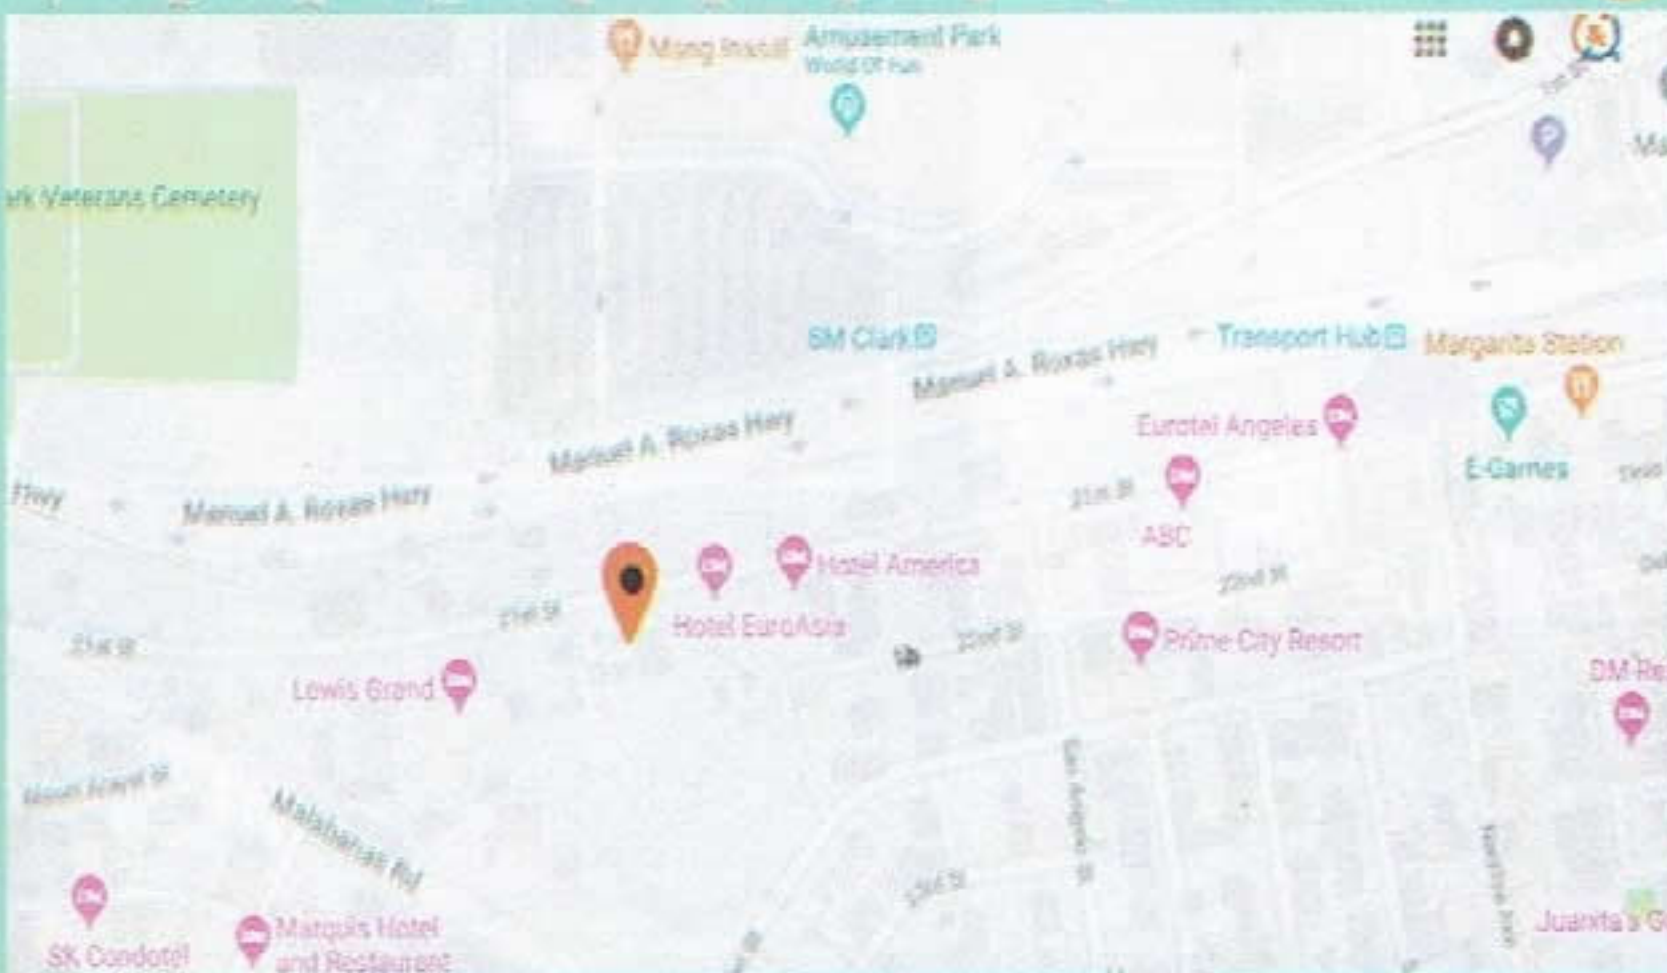 Mang Inasal
Amusement Park
World Of Fun
ark Veterans Cemetery
SM Clark
Transport Hub
Margarita Station
Manuel A. Roxas Hwy
Manuel A. Roxas Hwy
Manuel A. Roxas Hwy
Hwy
Eurotel Angeles
E-Games
21st St
ABC
Hotel America
22nd St
21st St
Hotel EuroAsia
22nd St
Prime City Resort
21st St
Lewis Grand
DM Re
Malabanas Rd
SK Condotel
Marquis Hotel
and Restaurant
Juanita's G